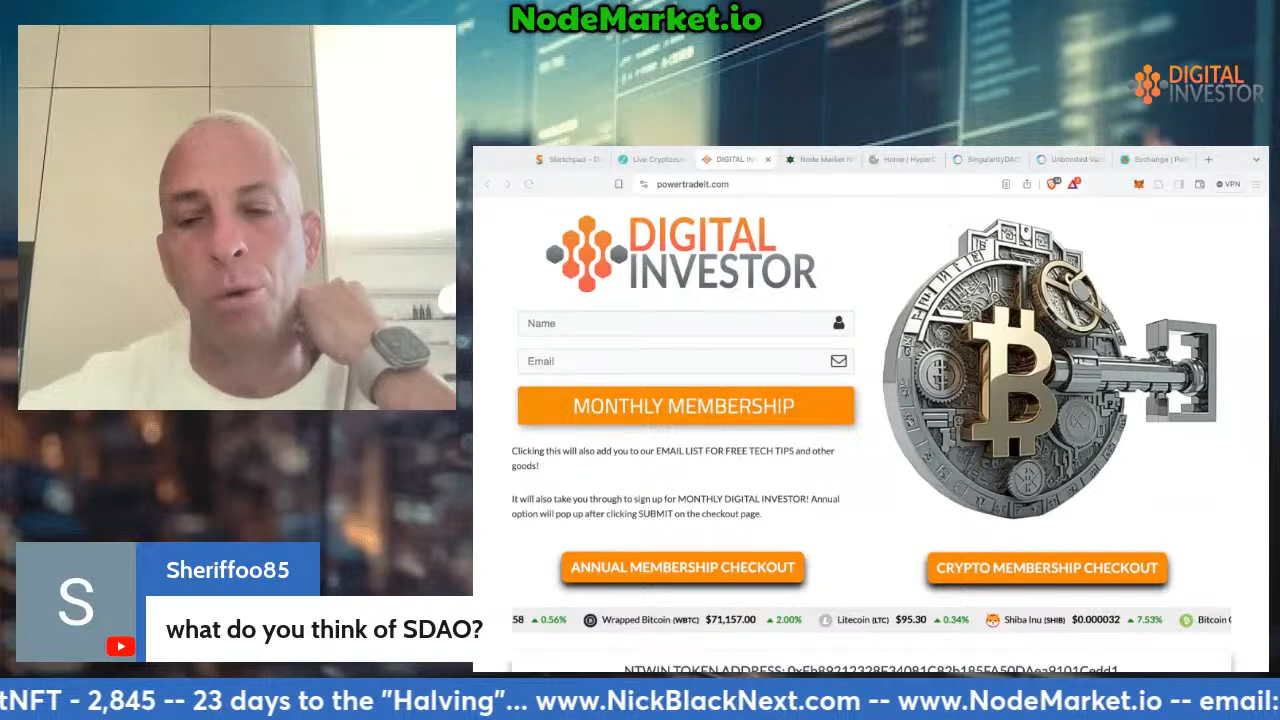 NodeMarket.io
DIGITAL
INVESTOR
Sketchpad - D
Live Cryptocu
DIGITAL IN
Node Market
Home | Hyper
SingularityDAO
Unbonded Va
Exchange | Pa
powertradeit.com
VPN
DIGITAL
INVESTOR
Name
Email
MONTHLY MEMBERSHIP
Clicking this will also add you to our EMAIL LIST FOR FREE TECH TIPS and other
goods!
It will also take you through to sign up for MONTHLY DIGITAL INVESTOR! Annual
option will pop up after clicking SUBMIT on the checkout page.
ANNUAL MEMBERSHIP CHECKOUT
CRYPTO MEMBERSHIP CHECKOUT
58 0.56% Wrapped Bitcoin (WBTC) $71,157.00 2.00% Litecoin (LTC) $95.30 0.34% Shiba Inu (SHIB) $0.000032 7.53% Bitcoin
S
Sheriffoo85
what do you think of SDAO?
tNFT - 2,845 -- 23 days to the "Halving"... www.NickBlackNext.com -- www.NodeMarket.io -- email: